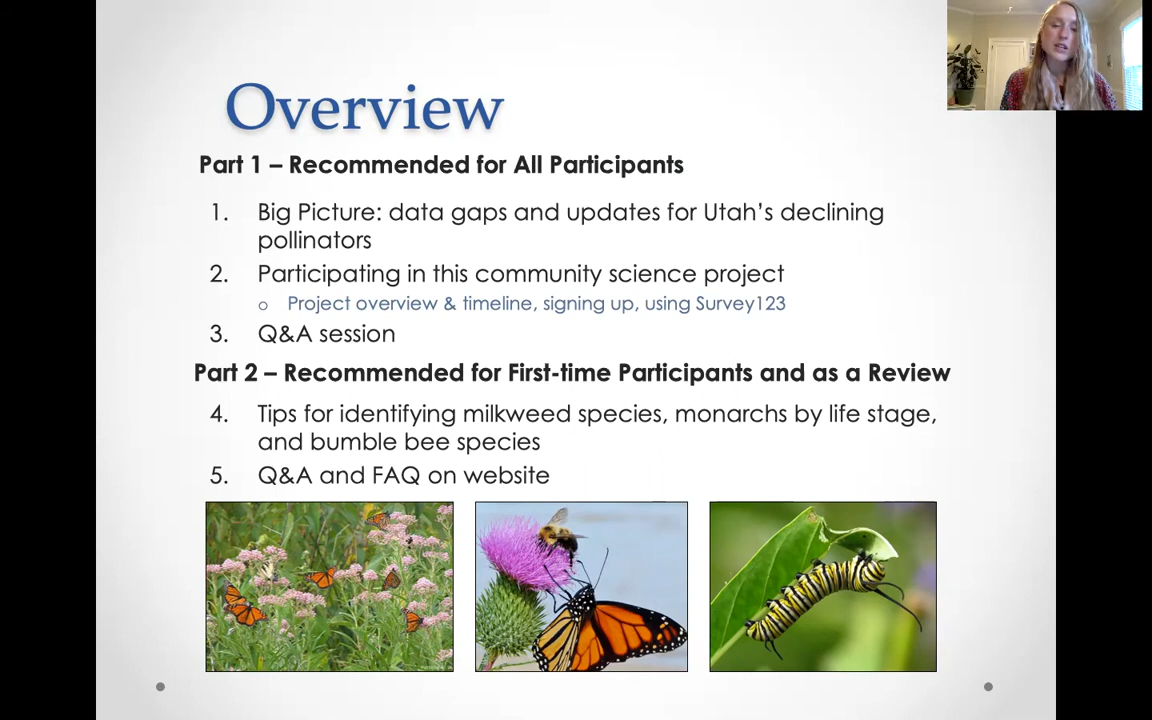 Overview
Part 1 – Recommended for All Participants
1. Big Picture: data gaps and updates for Utah’s declining
pollinators
2. Participating in this community science project
o Project overview & timeline, signing up, using Survey123
3. Q&A session
Part 2 – Recommended for First-time Participants and as a Review
4. Tips for identifying milkweed species, monarchs by life stage,
and bumble bee species
5. Q&A and FAQ on website